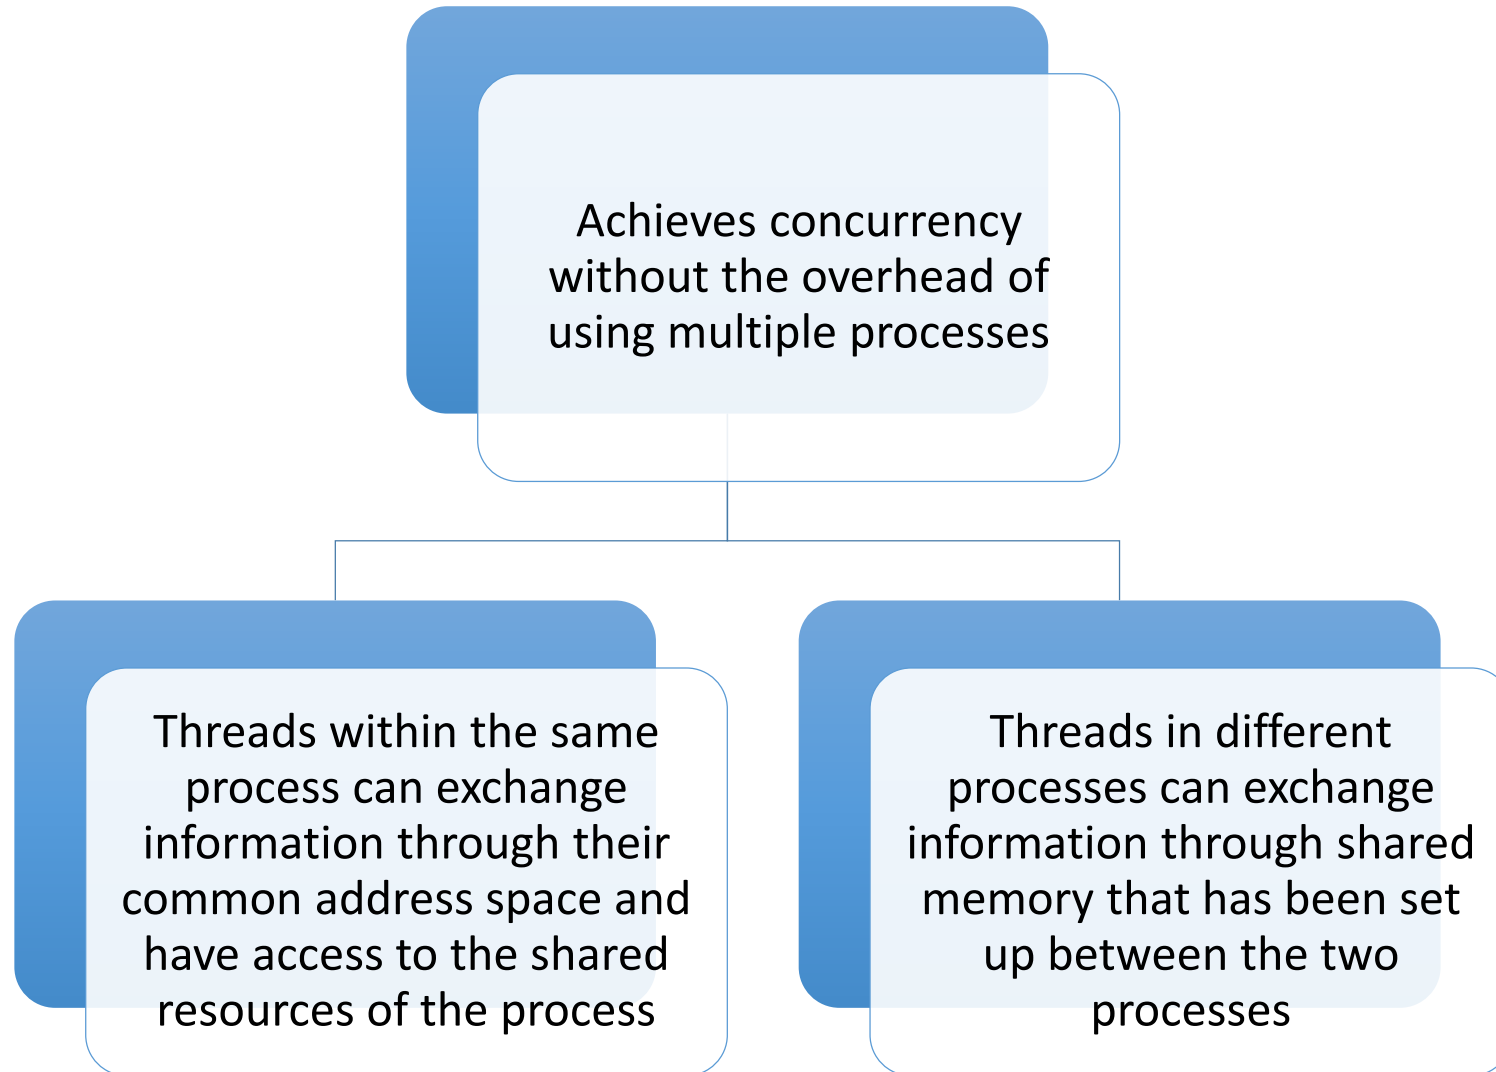 Achieves concurrency
without the overhead of
using multiple processes
Threads within the same
process can exchange
information through their
common address space and
have access to the shared
resources of the process
Threads in different
processes can exchange
information through shared
memory that has been set
up between the two
processes